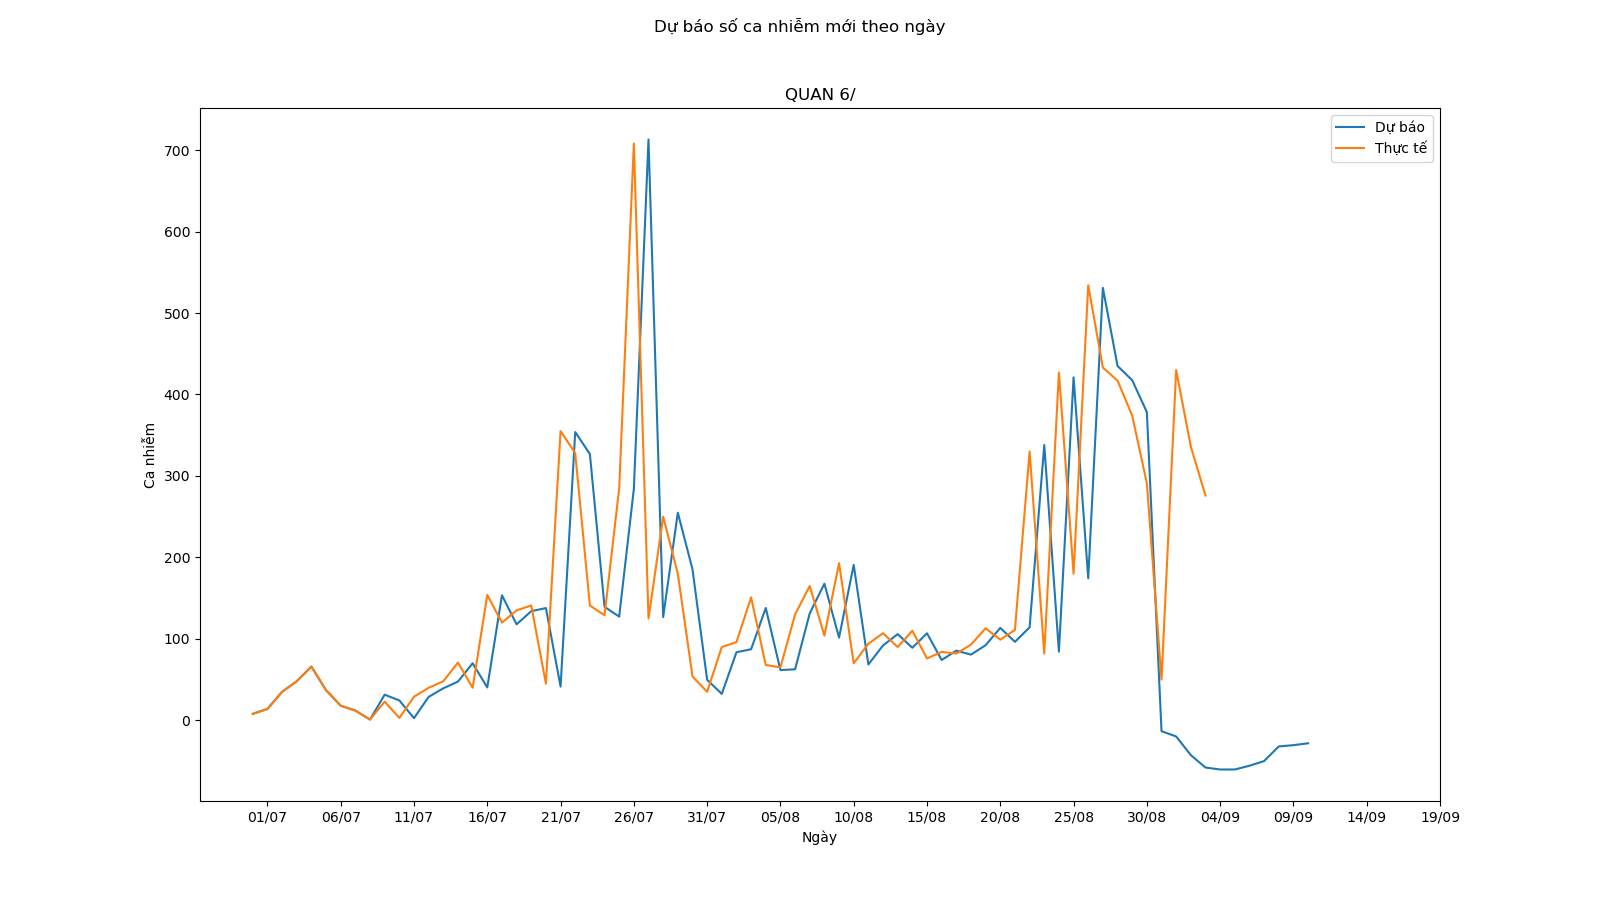 Dự báo số ca nhiễm mới theo ngày
QUAN 6/
Dự báo
Thực tế
700
600
500
400
300
200
100
0
Ca nhiễm
01/07 06/07 11/07 16/07 21/07 26/07 31/07 05/08 10/08 15/08 20/08 25/08 30/08 04/09 09/09 14/09 19/09
Ngày